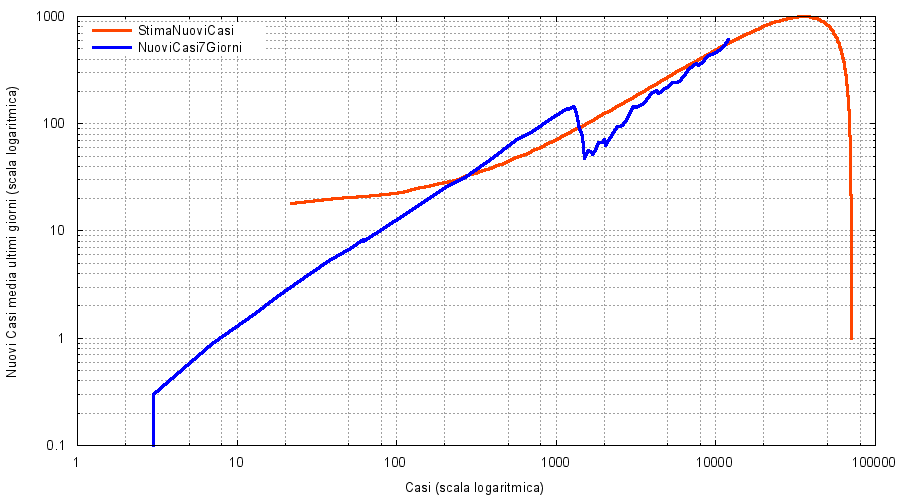 1000
StimaNuoviCasi
NuoviCasi7Giorni
100
10
1
0.1
Nuovi Casi media ultimi giorni (scala logaritmica)
1 10 100 1000 10000 100000
Casi (scala logaritmica)